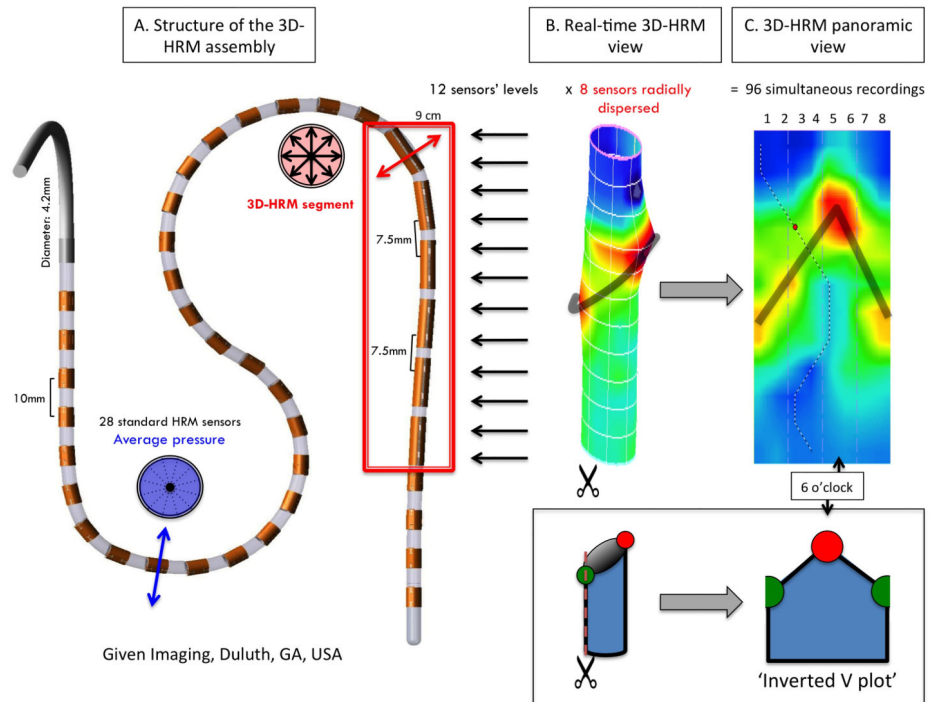 A. Structure of the 3D-
HRM assembly
B. Real-time 3D-HRM
view
C. 3D-HRM panoramic
view
12 sensors' levels
x 8 sensors radially
dispersed
= 96 simultaneous recordings
9 cm
1 2 3 4 5 6 7 8
Diameter: 4.2mm
3D-HRM segment
7.5mm
7.5mm
10mm
28 standard HRM sensors
Average pressure
6 o'clock
Given Imaging, Duluth, GA, USA
'Inverted V plot'